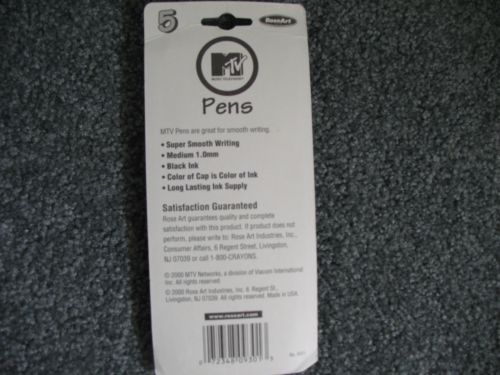 5
RoseArt
MTV
MUSIC TELEVISION
Pens
MTV Pens are great for smooth writing.
• Super Smooth Writing
• Medium 1.0mm
• Black Ink
• Color of Cap is Color of Ink
• Long Lasting Ink Supply
Satisfaction Guaranteed
Rose Art guarantees quality and complete
satisfaction with this product. If product does not
perform, please write to: Rose Art Industries, Inc.,
Consumer Affairs, 6 Regent Street, Livingston,
NJ 07039 or call 1-800-CRAYONS.
© 2000 MTV Networks, a division of Viacom International
Inc. All rights reserved.
© 2000 Rose Art Industries, Inc., 6 Regent St.,
Livingston, NJ 07039. All rights reserved. Made in USA.
www.roseart.com
0 72348 09301 3
No.